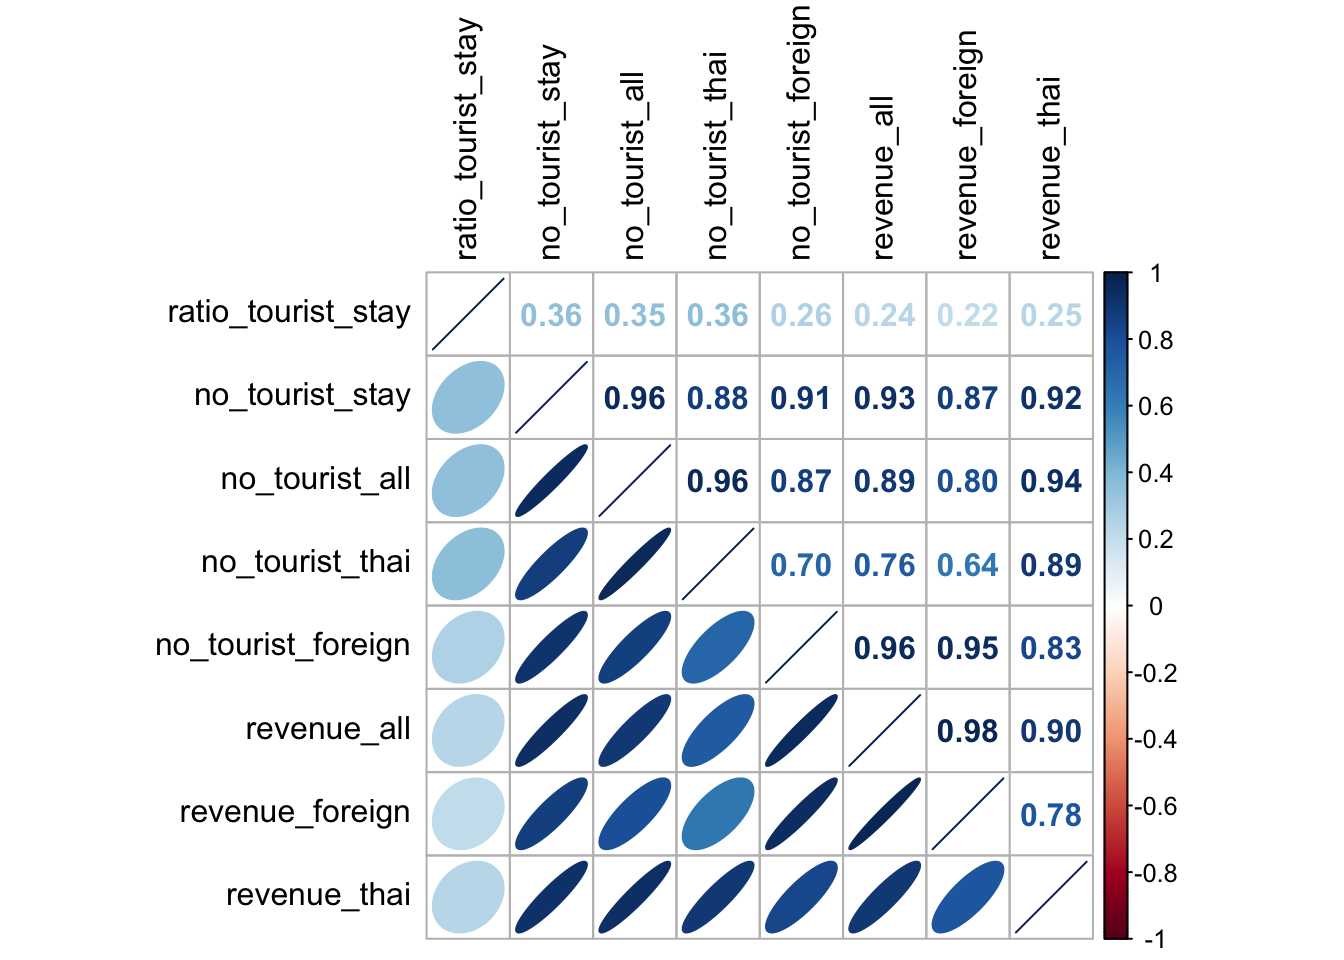 ratio_tourist_stay
no_tourist_stay
no_tourist_all
no_tourist_thai
no_tourist_foreign
revenue_all
revenue_foreign
revenue_thai
ratio_tourist_stay 0.36 0.35 0.36 0.26 0.24 0.22 0.25
no_tourist_stay 0.96 0.88 0.91 0.93 0.87 0.92
no_tourist_all 0.96 0.87 0.89 0.80 0.94
no_tourist_thai 0.70 0.76 0.64 0.89
no_tourist_foreign 0.96 0.95 0.83
revenue_all 0.98 0.90
revenue_foreign 0.78
revenue_thai
1
0.8
0.6
0.4
0.2
0
-0.2
-0.4
-0.6
-0.8
-1